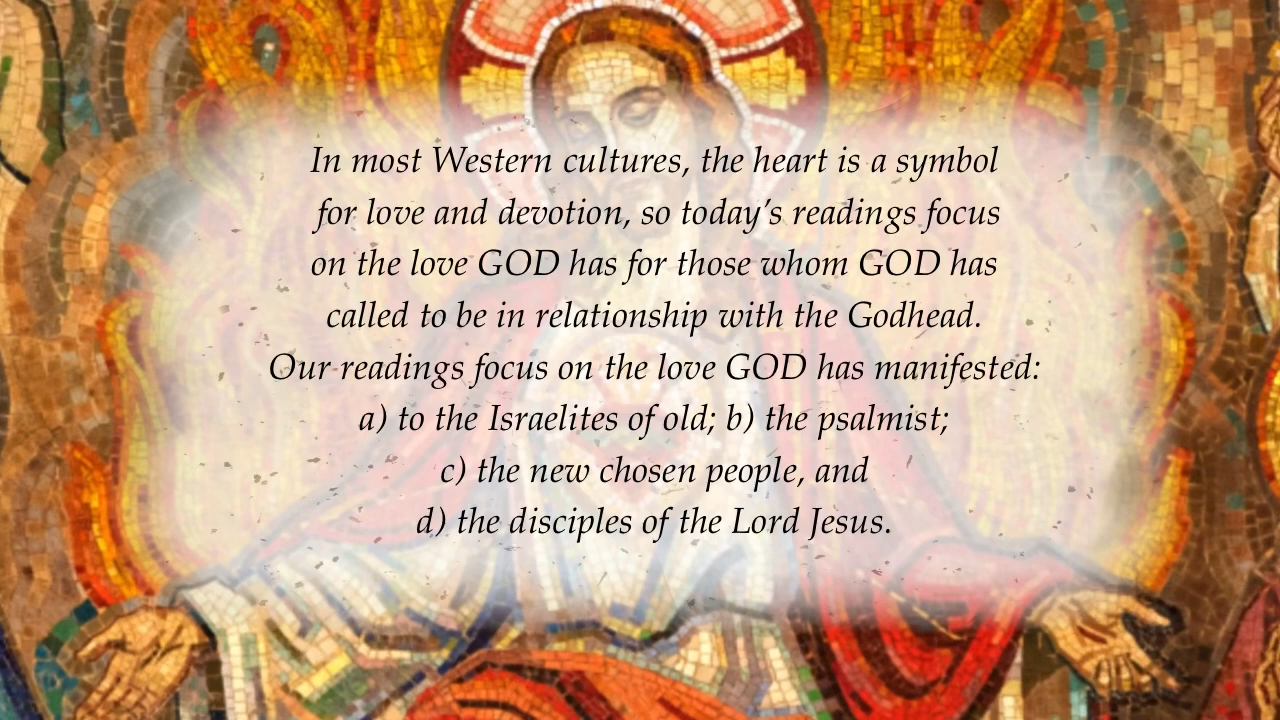 In most Western cultures, the heart is a symbol
for love and devotion, so today’s readings focus
on the love GOD has for those whom GOD has
called to be in relationship with the Godhead.
Our readings focus on the love GOD has manifested:
a) to the Israelites of old; b) the psalmist;
c) the new chosen people, and
d) the disciples of the Lord Jesus.